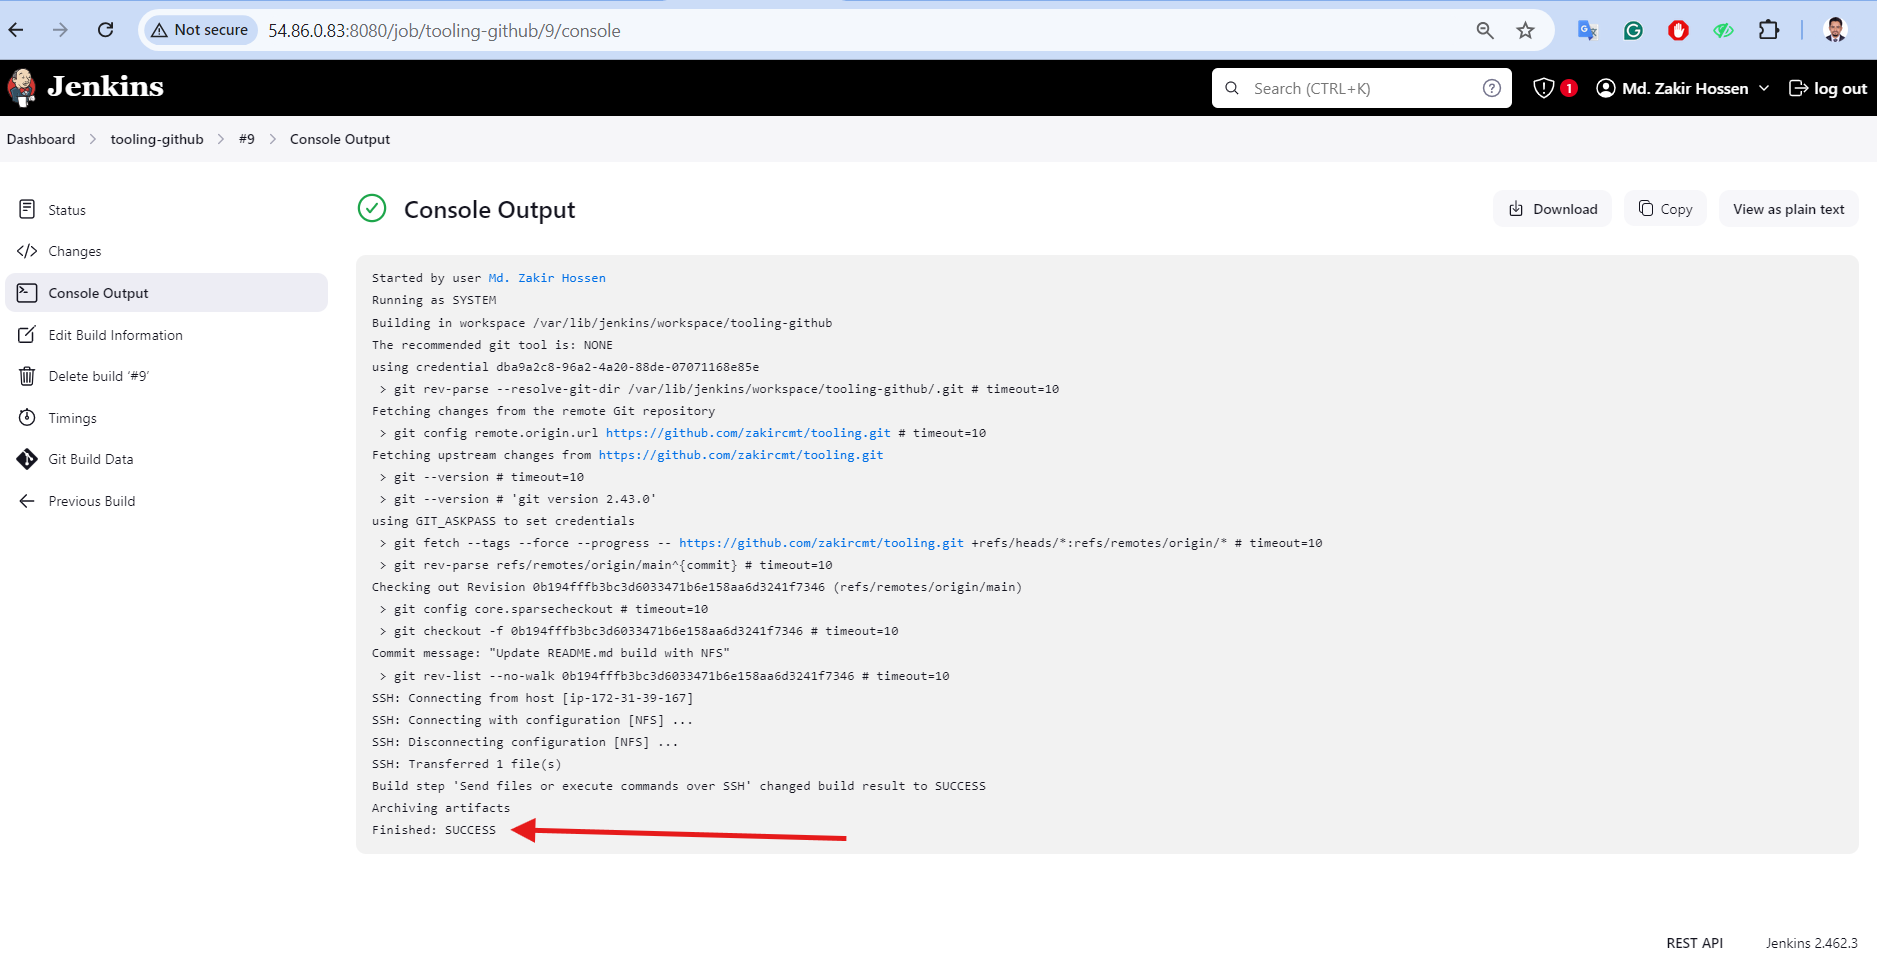 Not secure 54.86.0.83:8080/job/tooling-github/9/console
Jenkins
Search (CTRL+K)
1
Md. Zakir Hossen
log out
Dashboard > tooling-github > #9 > Console Output
Status
Changes
Console Output
Edit Build Information
Delete build ‘#9’
Timings
Git Build Data
Previous Build
Console Output
Download
Copy
View as plain text
Started by user Md. Zakir Hossen
Running as SYSTEM
Building in workspace /var/lib/jenkins/workspace/tooling-github
The recommended git tool is: NONE
using credential dba9a2c8-96a2-4a20-88de-07071168e85e
 > git rev-parse --resolve-git-dir /var/lib/jenkins/workspace/tooling-github/.git # timeout=10
Fetching changes from the remote Git repository
 > git config remote.origin.url https://github.com/zakircmt/tooling.git # timeout=10
Fetching upstream changes from https://github.com/zakircmt/tooling.git
 > git --version # timeout=10
 > git --version # 'git version 2.43.0'
using GIT_ASKPASS to set credentials
 > git fetch --tags --force --progress -- https://github.com/zakircmt/tooling.git +refs/heads/*:refs/remotes/origin/* # timeout=10
 > git rev-parse refs/remotes/origin/main^{commit} # timeout=10
Checking out Revision 0b194fffb3bc3d6033471b6e158aa6d3241f7346 (refs/remotes/origin/main)
 > git config core.sparsecheckout # timeout=10
 > git checkout -f 0b194fffb3bc3d6033471b6e158aa6d3241f7346 # timeout=10
Commit message: "Update README.md build with NFS"
 > git rev-list --no-walk 0b194fffb3bc3d6033471b6e158aa6d3241f7346 # timeout=10
SSH: Connecting from host [ip-172-31-39-167]
SSH: Connecting with configuration [NFS] ...
SSH: Disconnecting configuration [NFS] ...
SSH: Transferred 1 file(s)
Build step 'Send files or execute commands over SSH' changed build result to SUCCESS
Archiving artifacts
Finished: SUCCESS
REST API
Jenkins 2.462.3